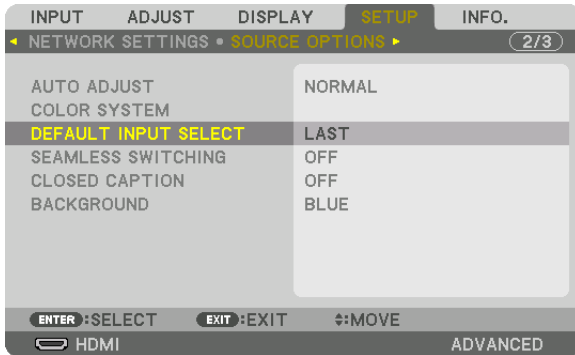 INPUT ADJUST DISPLAY SETUP INFO.
NETWORK SETTINGS • SOURCE OPTIONS 2/3
AUTO ADJUST NORMAL
COLOR SYSTEM
DEFAULT INPUT SELECT LAST
SEAMLESS SWITCHING OFF
CLOSED CAPTION OFF
BACKGROUND BLUE
ENTER :SELECT EXIT :EXIT :MOVE
HDMI ADVANCED